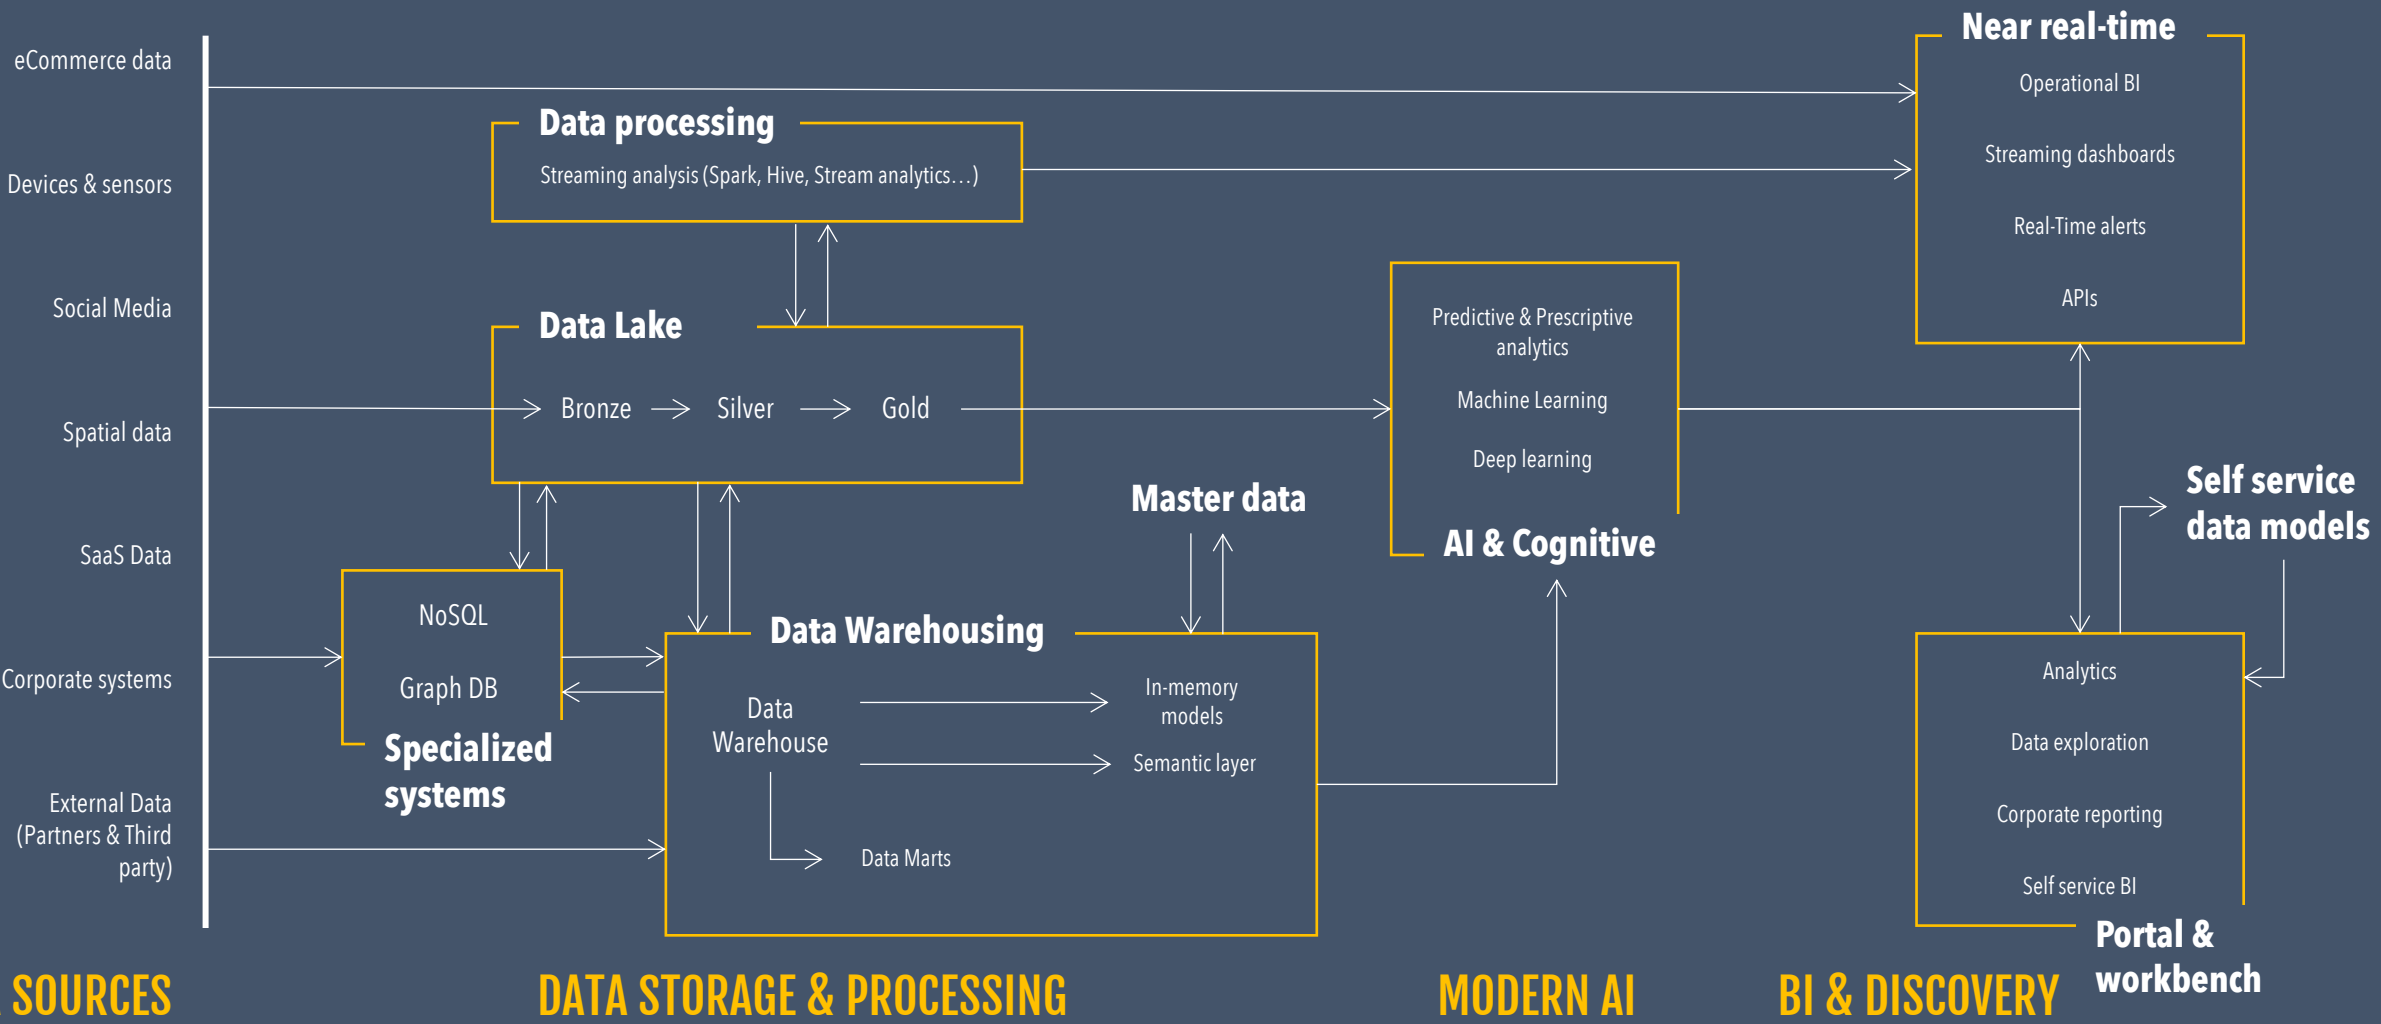 eCommerce data
Devices & sensors
Social Media
Spatial data
SaaS Data
Corporate systems
External Data
(Partners & Third
party)
SOURCES
Data processing
Streaming analysis (Spark, Hive, Stream analytics…)
Data Lake
Bronze
Silver
Gold
NoSQL
Graph DB
Specialized
systems
Master data
Data Warehousing
Data
Warehouse
In-memory
models
Semantic layer
Data Marts
DATA STORAGE & PROCESSING
Predictive & Prescriptive
analytics
Machine Learning
Deep learning
AI & Cognitive
MODERN AI
Near real-time
Operational BI
Streaming dashboards
Real-Time alerts
APIs
Self service
data models
Analytics
Data exploration
Corporate reporting
Self service BI
Portal &
workbench
BI & DISCOVERY